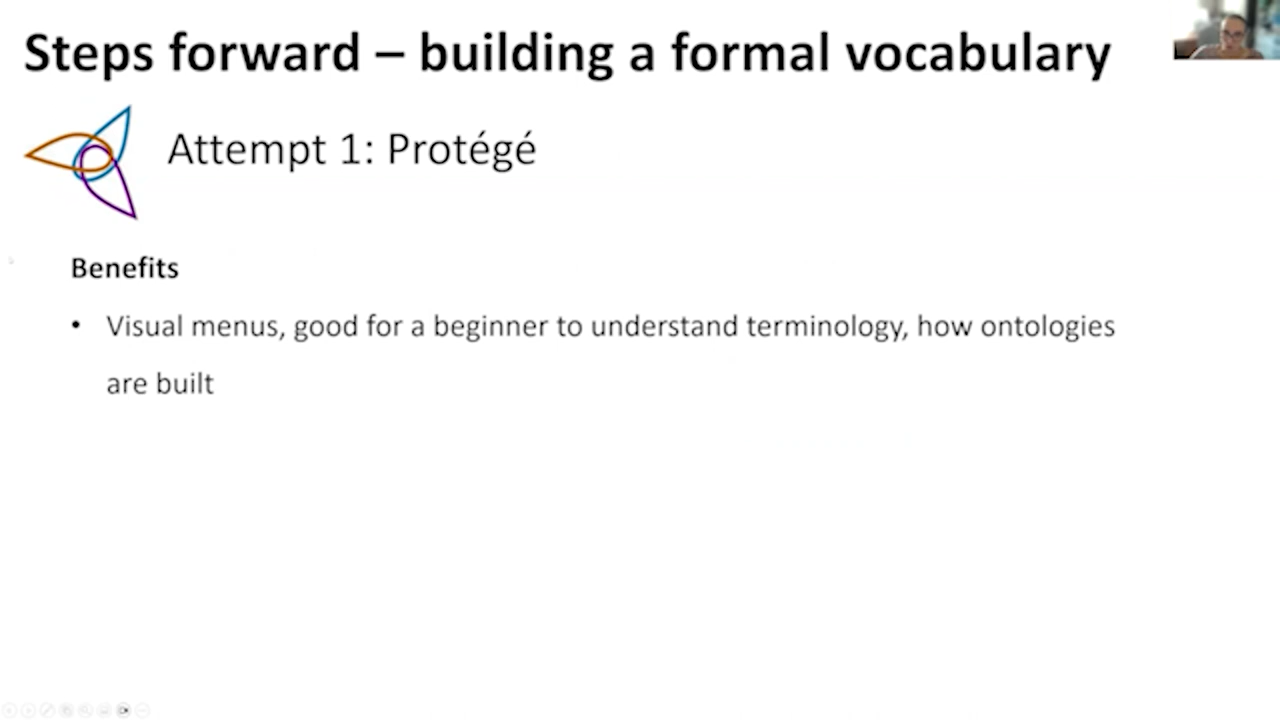 Steps forward – building a formal vocabulary
Attempt 1: Protégé
Benefits
• Visual menus, good for a beginner to understand terminology, how ontologies
are built